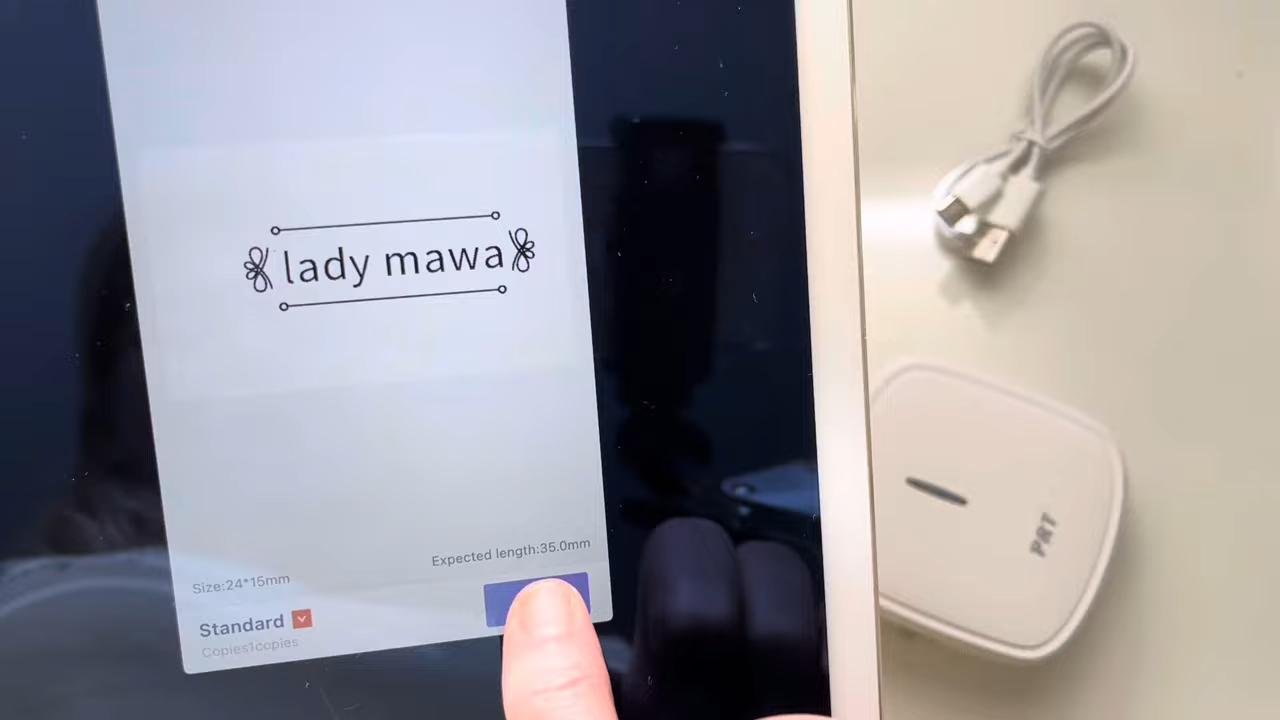 lady mawa
Expected length:35.0mm
Size:24*15mm
Standard
Copies1copies
PRT